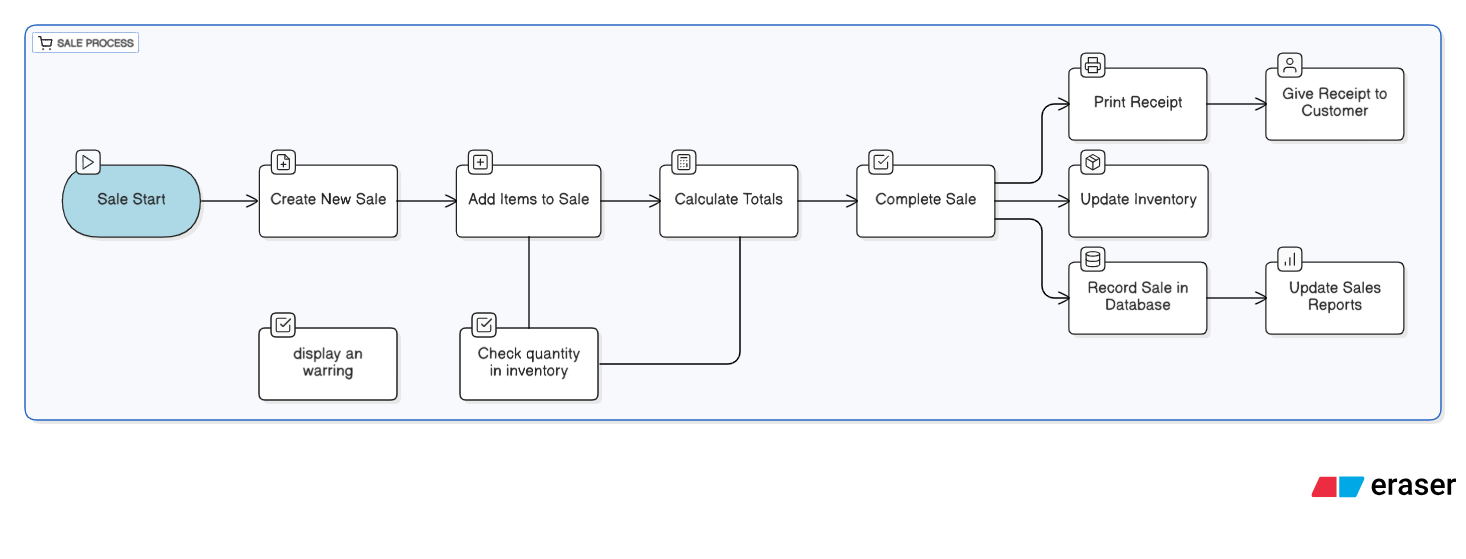 SALE PROCESS
Sale Start
Create New Sale
Add Items to Sale
Calculate Totals
Complete Sale
Print Receipt
Give Receipt to
Customer
Update Inventory
Record Sale in
Database
Update Sales
Reports
display an
warring
Check quantity
in inventory
eraser